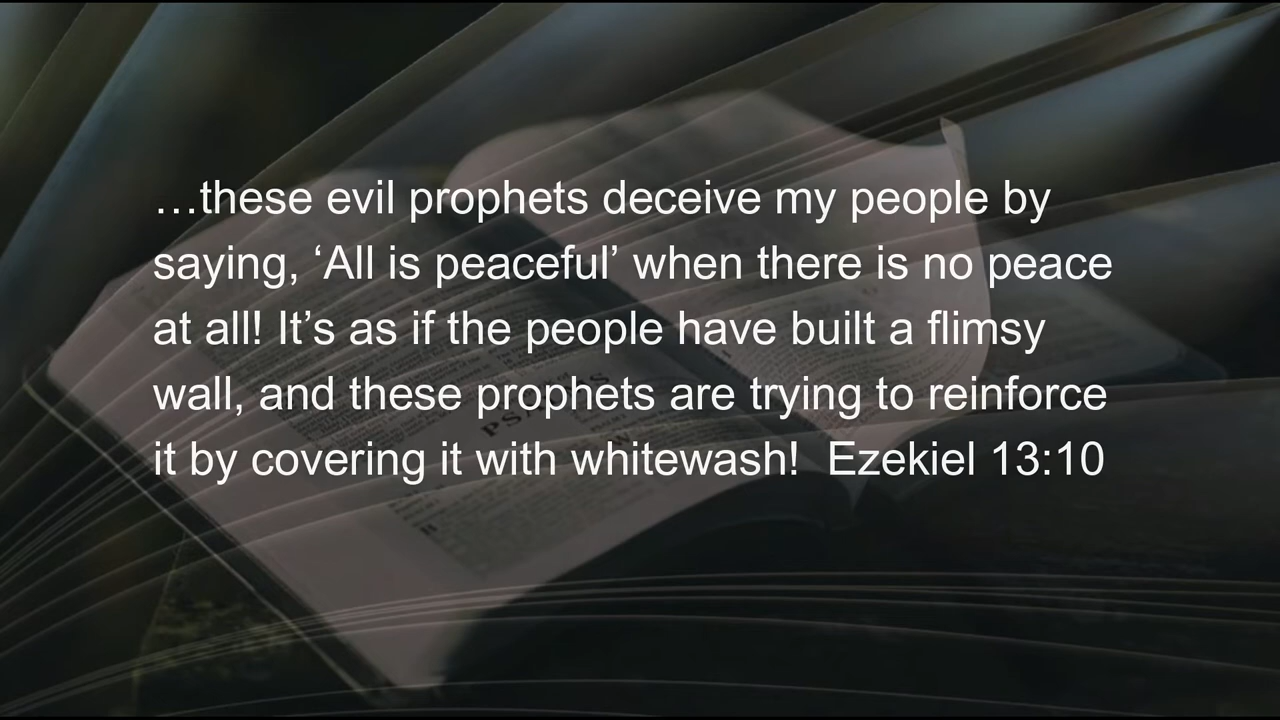 …these evil prophets deceive my people by
saying, ‘All is peaceful’ when there is no peace
at all! It’s as if the people have built a flimsy
wall, and these prophets are trying to reinforce
it by covering it with whitewash!  Ezekiel 13:10